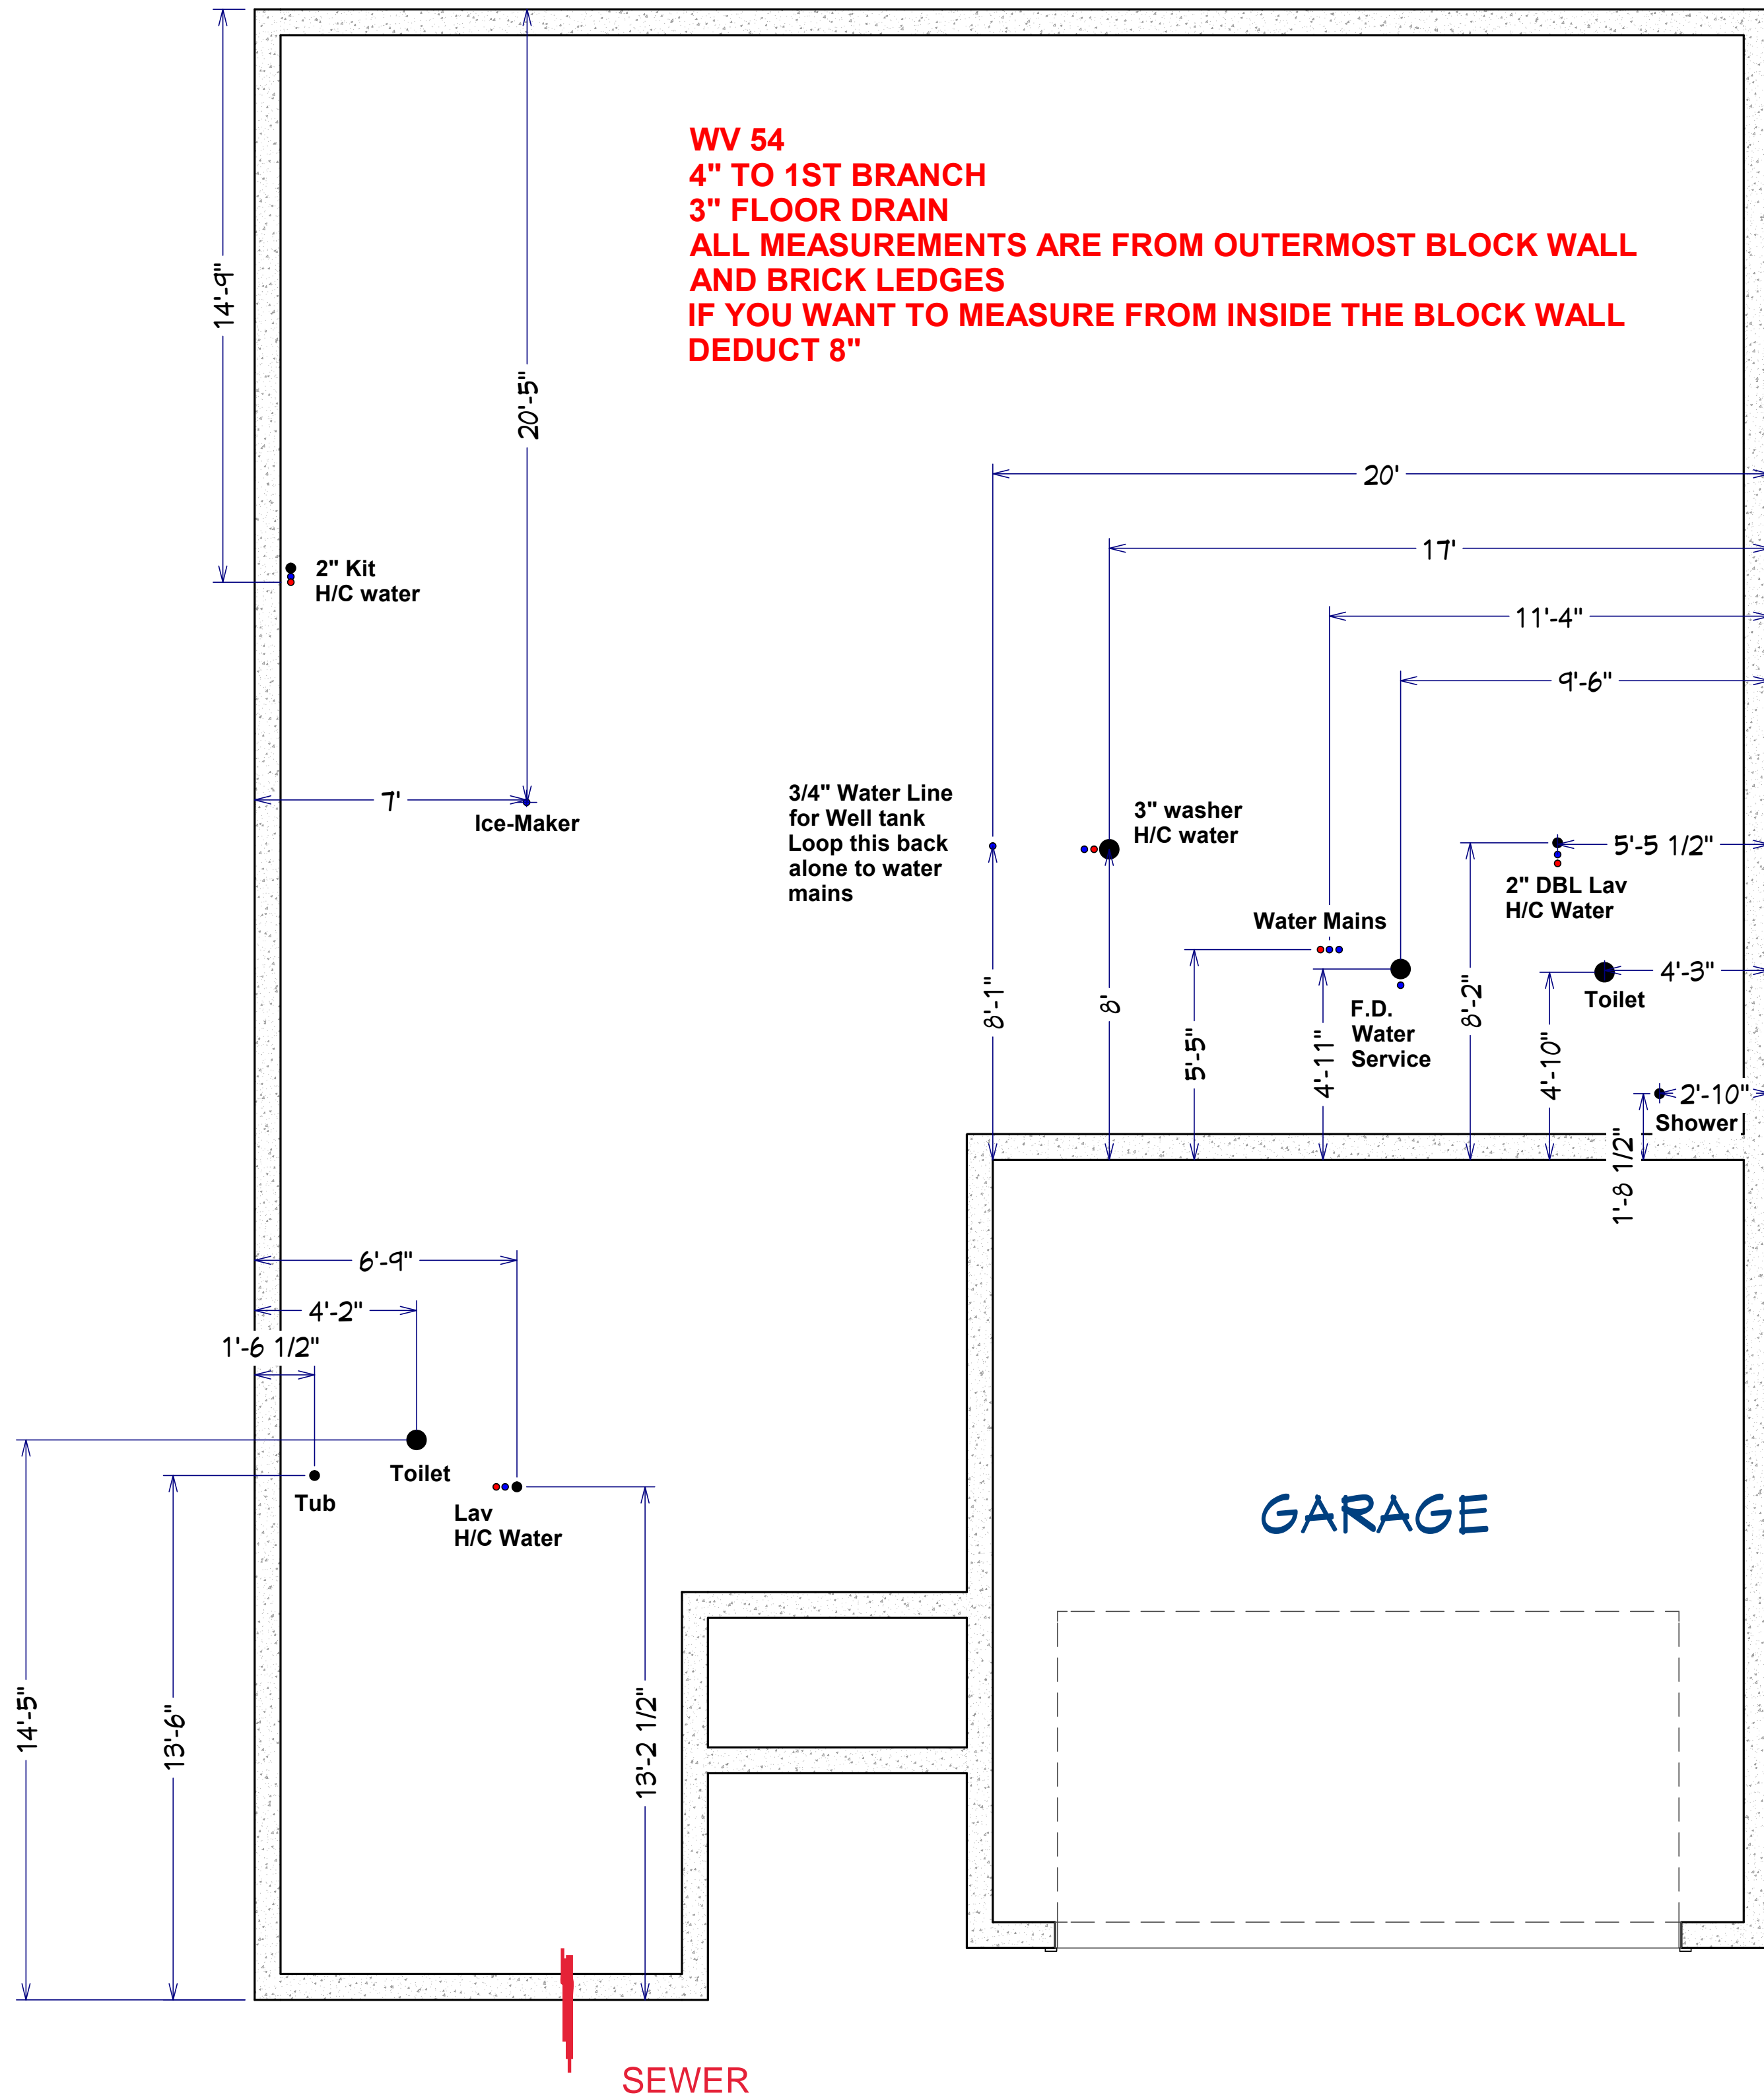 WV 54
4" TO 1ST BRANCH
3" FLOOR DRAIN
ALL MEASUREMENTS ARE FROM OUTERMOST BLOCK WALL
AND BRICK LEDGES
IF YOU WANT TO MEASURE FROM INSIDE THE BLOCK WALL
DEDUCT 8"
14'-9"
20'-5"
20'
17'
11'-4"
9'-6"
2" Kit
H/C water
7'
Ice-Maker
3/4" Water Line
for Well tank
Loop this back
alone to water
mains
3" washer
H/C water
5'-5 1/2"
2" DBL Lav
H/C Water
Water Mains
4'-3"
Toilet
F.D.
Water
Service
8'-1"
8'
5'-5"
4'-11"
8'-2"
4'-10"
2'-10"
Shower
1'-8 1/2"
6'-9"
4'-2"
1'-6 1/2"
Toilet
Tub
Lav
H/C Water
GARAGE
14'-5"
13'-6"
13'-2 1/2"
SEWER